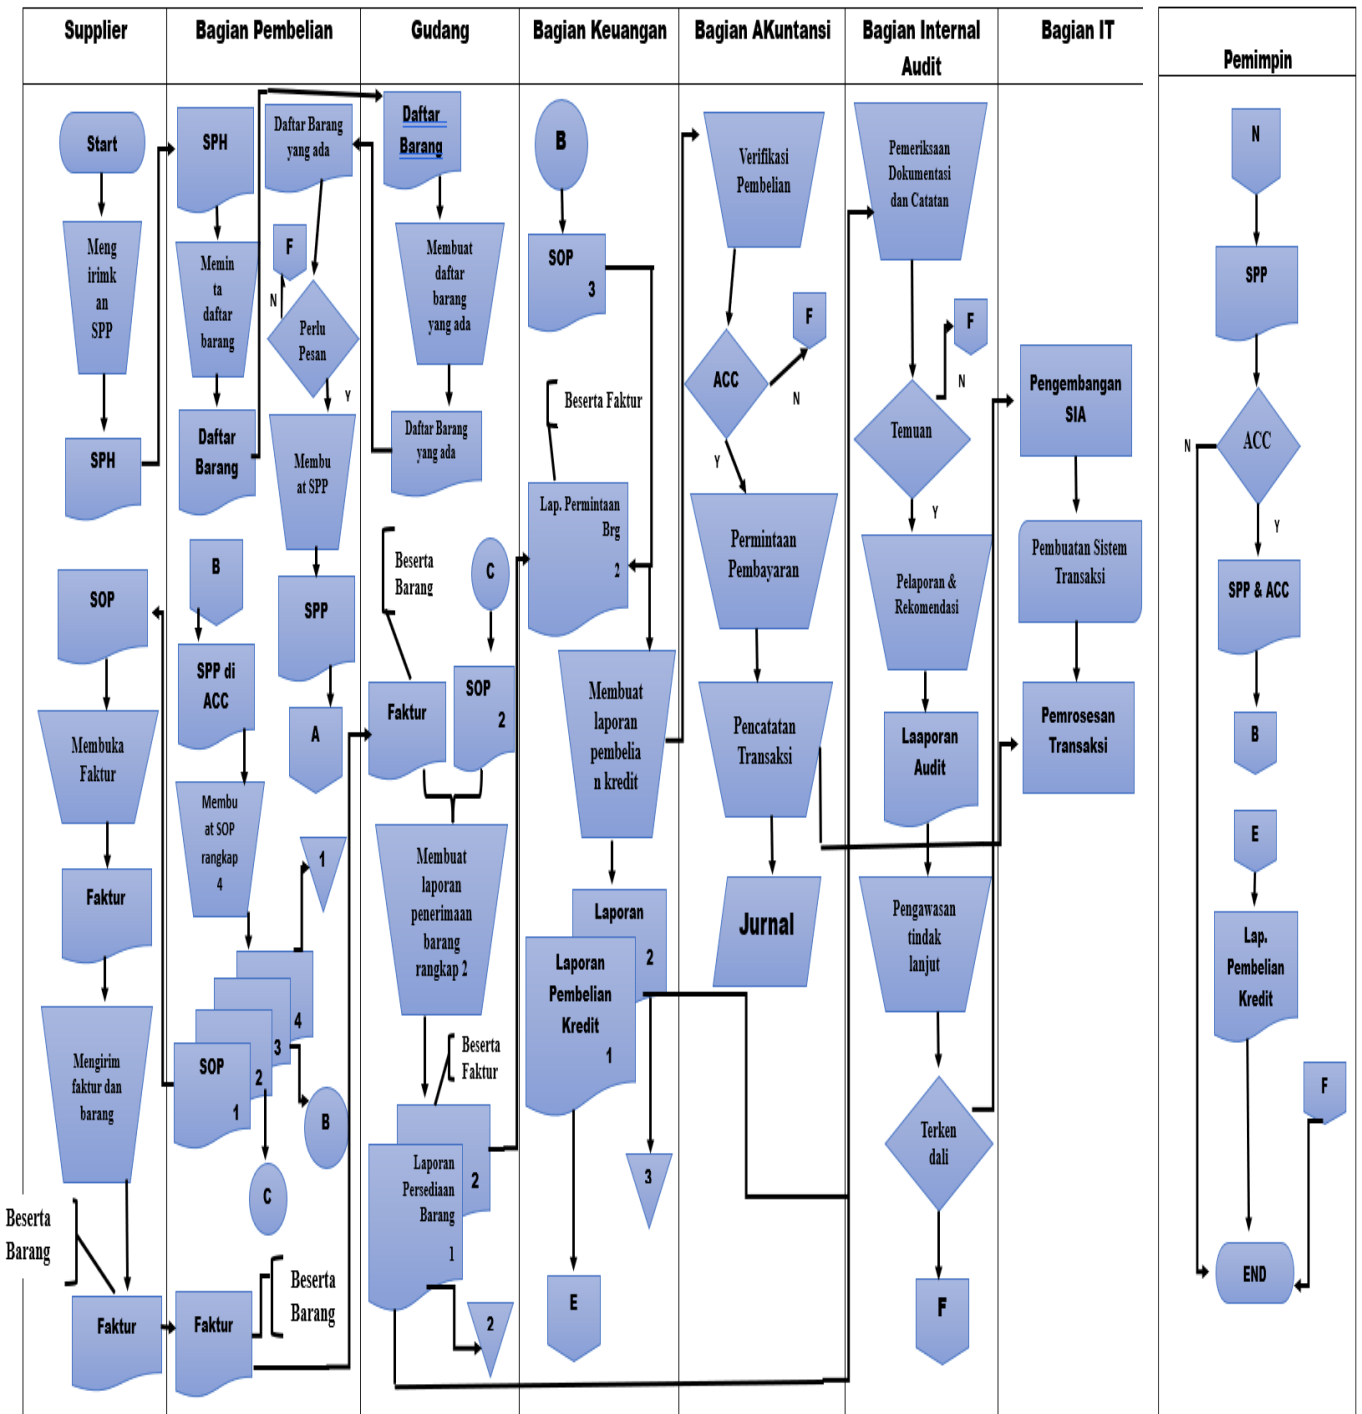 Supplier
Start
Meng
irimk
an
SPP
SPH
SOP
Membuka
Faktur
Faktur
Mengirim
faktur dan
barang
Beserta
Barang
Faktur
Bagian Pembelian
SPH
Memin
ta
daftar
barang
Daftar
Barang
B
SPP di
ACC
Membu
at SOP
rangkap
4
1
4
3
2
SOP
1
B
C
Faktur
Beserta
Barang
Daftar Barang
yang ada
F
N
Perlu
Pesan
Y
Membu
at SPP
SPP
A
Gudang
Daftar
Barang
Membuat
daftar
barang
yang ada
Daftar Barang
yang ada
Beserta
Barang
C
Faktur
SOP
2
Membuat
laporan
penerimaan
barang
rangkap 2
Beserta
Faktur
2
Laporan
Persediaan
Barang
1
2
Bagian Keuangan
B
SOP
3
Beserta Faktur
Lap. Permintaan
Brg
2
Membuat
laporan
pembelia
n kredit
Laporan
2
Laporan
Pembelian
Kredit
1
3
E
Bagian AKuntansi
Verifikasi
Pembelian
F
ACC
N
Y
Permintaan
Pembayaran
Pencatatan
Transaksi
Jurnal
Bagian Internal
Audit
Pemeriksaan
Dokumentasi
dan Catatan
F
N
Temuan
Y
Pelaporan &
Rekomendasi
Laaporan
Audit
Pengawasan
tindak
lanjut
Terken
dali
F
Bagian IT
Pengembangan
SIA
Pembuatan Sistem
Transaksi
Pemrosesan
Transaksi
Pemimpin
N
SPP
ACC
N
Y
SPP & ACC
B
E
Lap.
Pembelian
Kredit
F
END